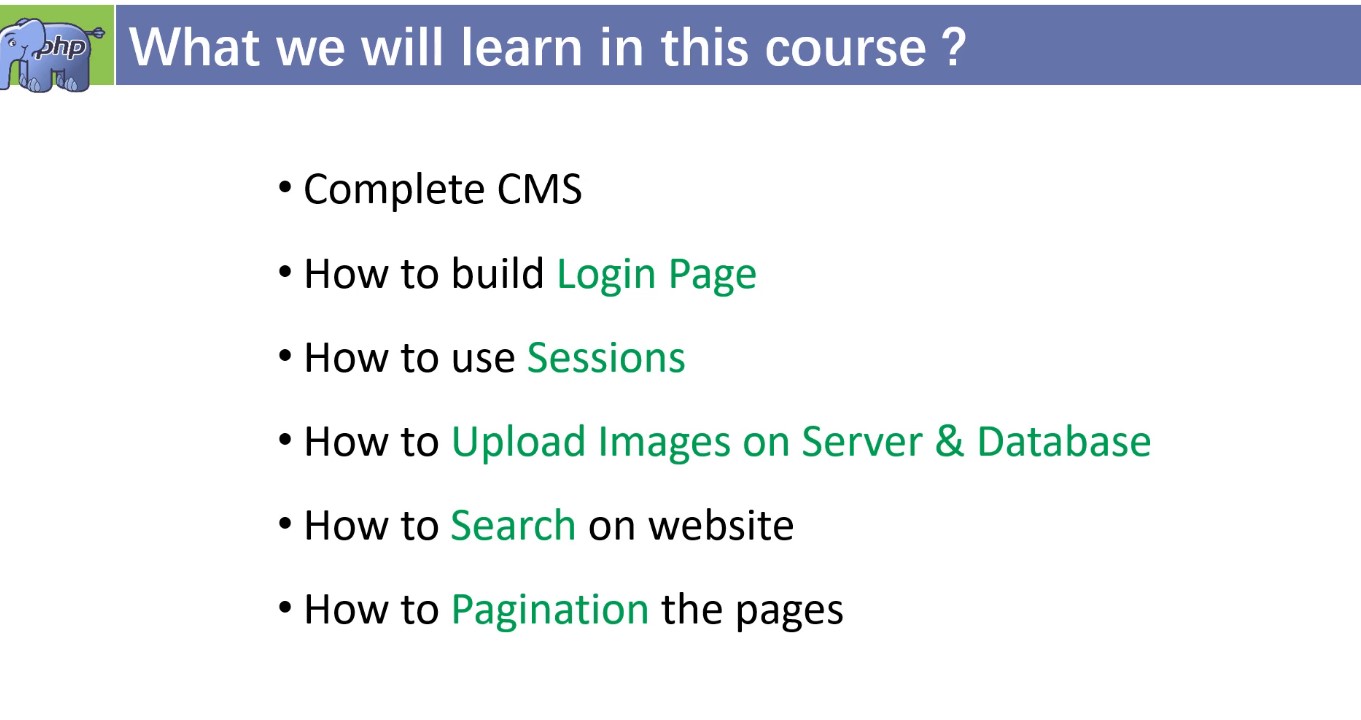 php
What we will learn in this course ?
• Complete CMS
• How to build Login Page
• How to use Sessions
• How to Upload Images on Server & Database
• How to Search on website
• How to Pagination the pages